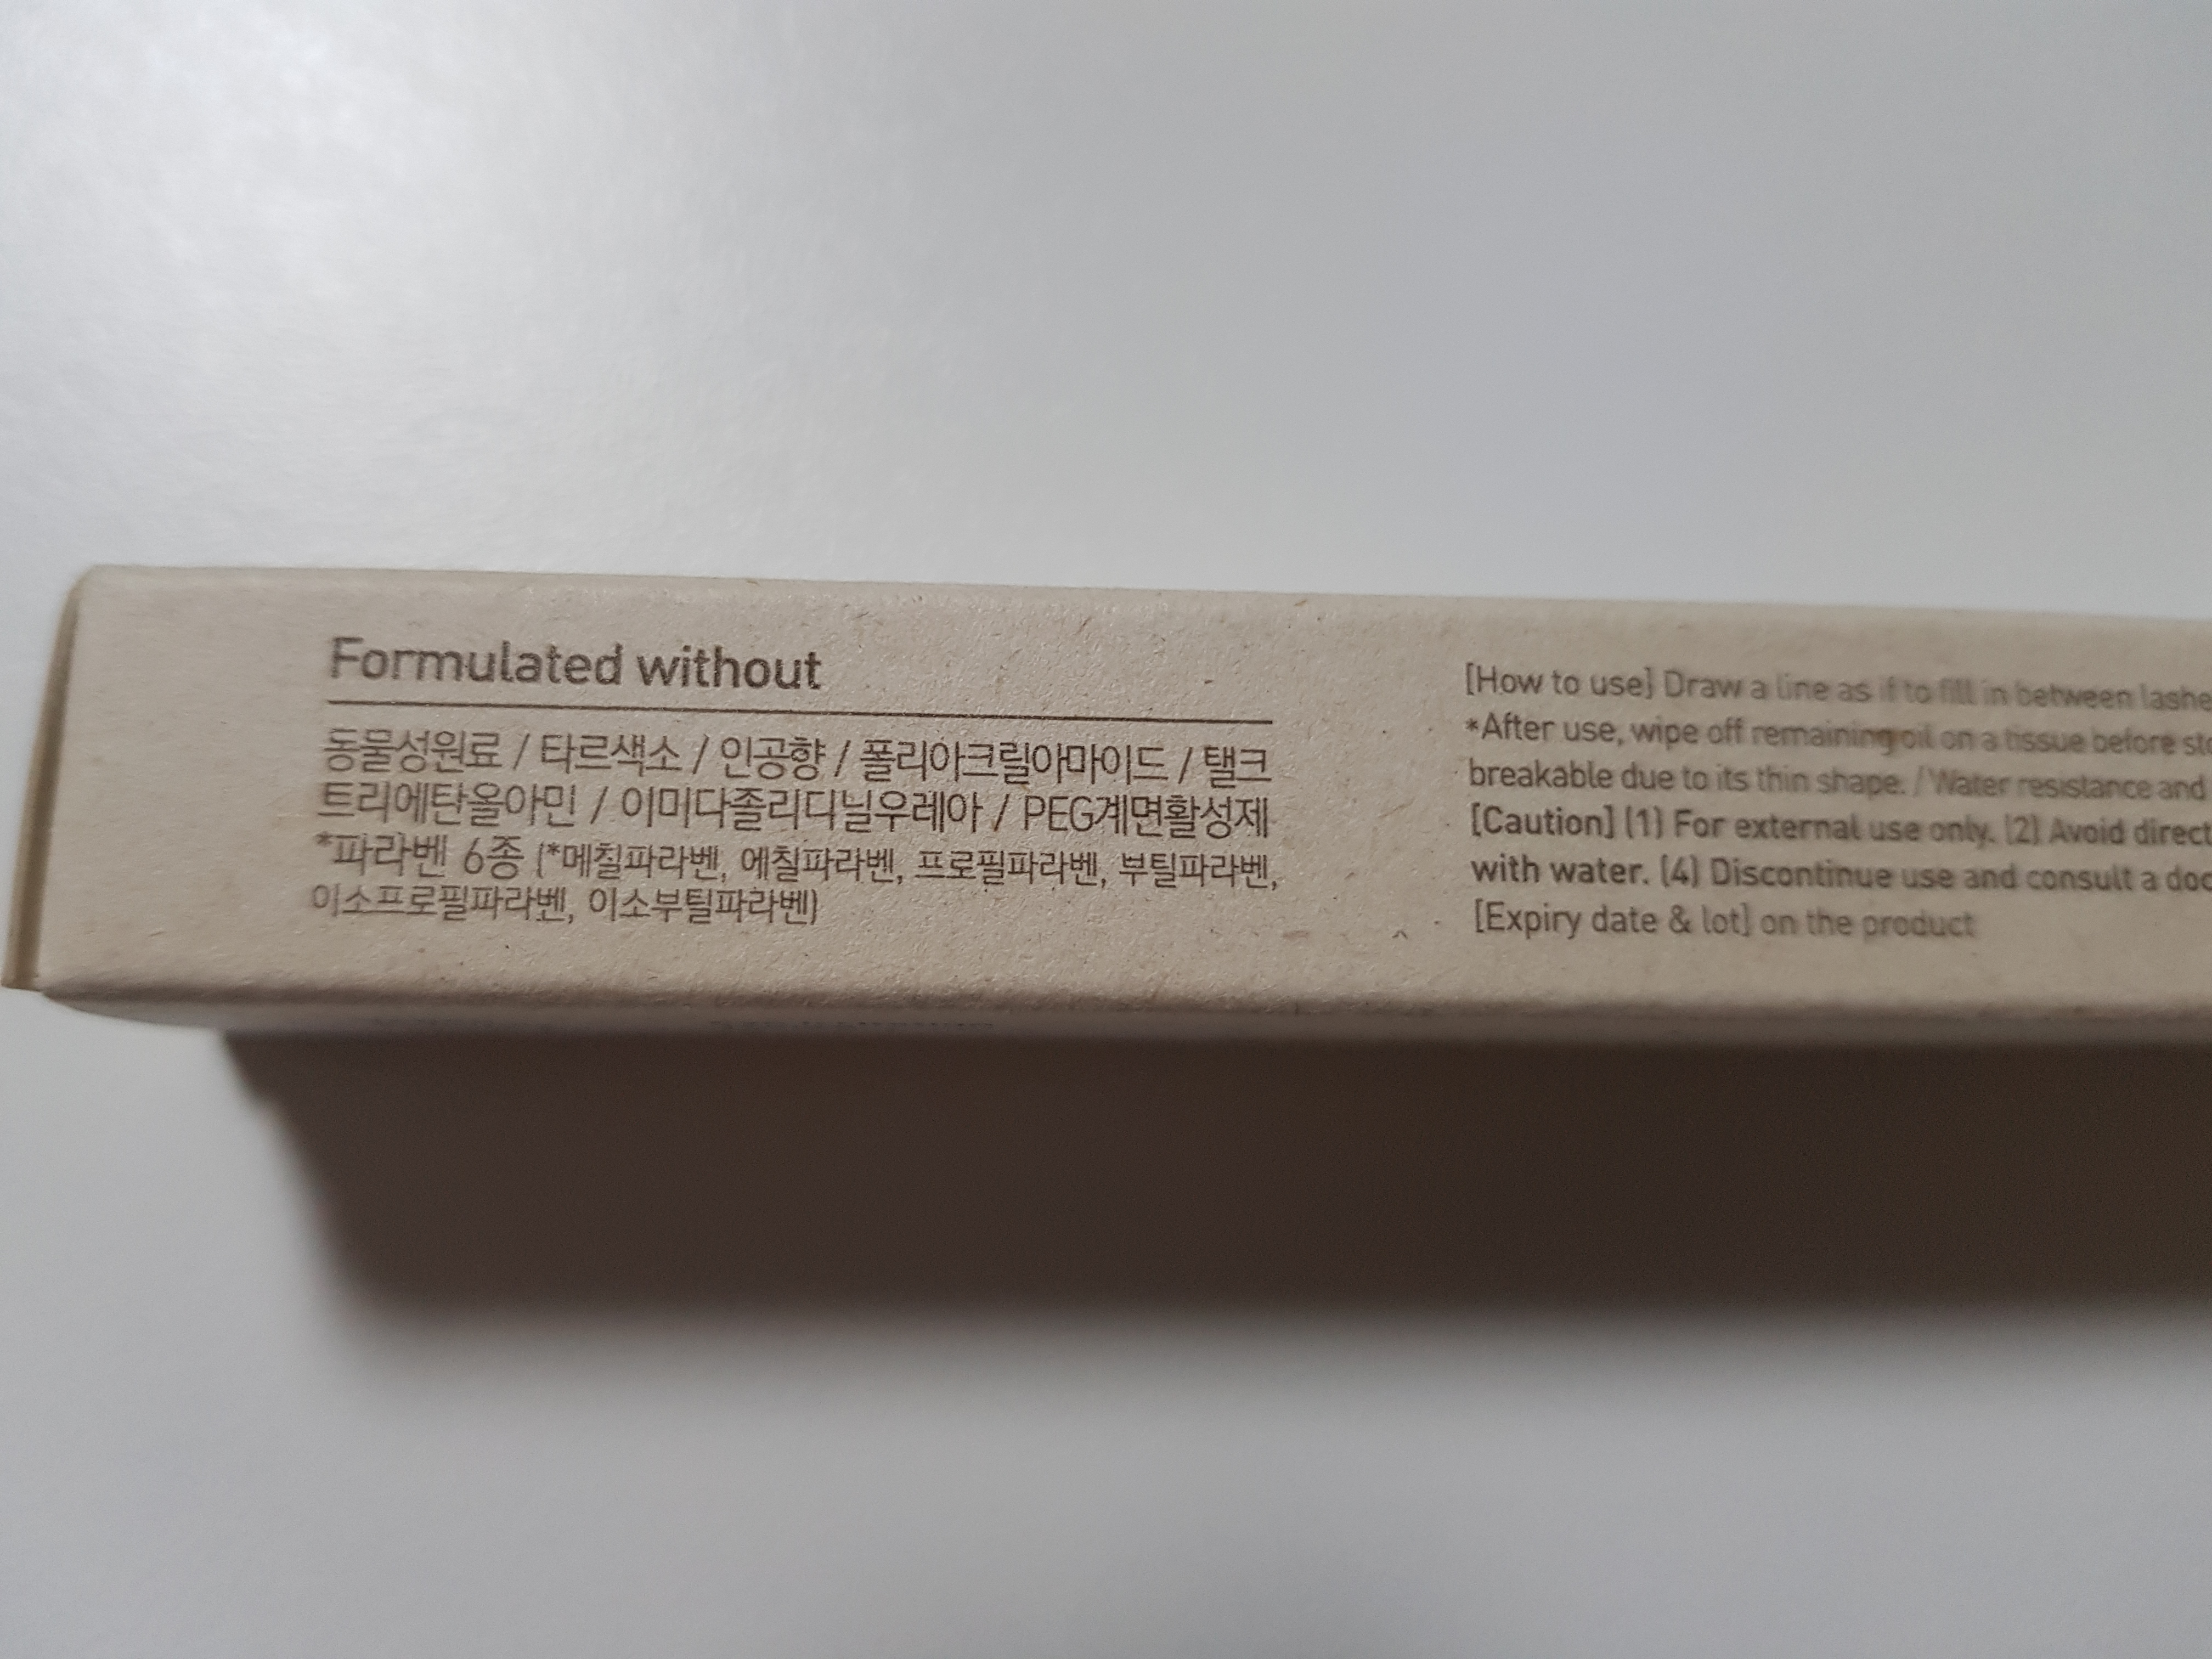 Formulated without
동물성원료 / 타르색소 / 인공향 / 폴리아크릴아마이드 / 탤크
트리에탄올아민 / 이미다졸리디닐우레아 / PEG계면활성제
*파라벤 6종 (*메칠파라벤, 에칠파라벤, 프로필파라벤, 부틸파라벤,
이소프로필파라벤, 이소부틸파라벤)
[How to use] Draw a line as if to fill in between
*After use, wipe off remaining oil on a tissue before
breakable due to its thin shape. / Water resistance and
[Caution] (1) For external use only. (2) Avoid
with water. (4) Discontinue use and consult a
[Expiry date & lot] on the product